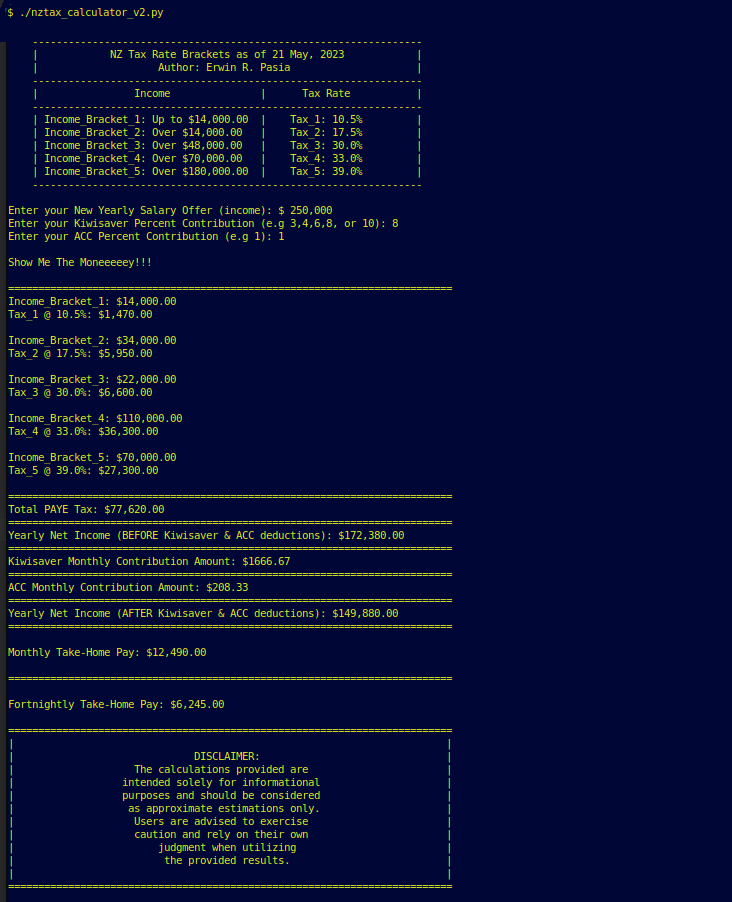 $ ./nztax_calculator_v2.py
-----------------------------------------------------------------
| NZ Tax Rate Brackets as of 21 May, 2023 |
| Author: Erwin R. Pasia |
-----------------------------------------------------------------
| Income | Tax Rate |
-----------------------------------------------------------------
| Income_Bracket_1: Up to $14,000.00 | Tax_1: 10.5% |
| Income_Bracket_2: Over $14,000.00 | Tax_2: 17.5% |
| Income_Bracket_3: Over $48,000.00 | Tax_3: 30.0% |
| Income_Bracket_4: Over $70,000.00 | Tax_4: 33.0% |
| Income_Bracket_5: Over $180,000.00 | Tax_5: 39.0% |
-----------------------------------------------------------------
Enter your New Yearly Salary Offer (income): $ 250,000
Enter your Kiwisaver Percent Contribution (e.g 3,4,6,8, or 10): 8
Enter your ACC Percent Contribution (e.g 1): 1
Show Me The Moneeeeey!!!
==========================================================================
Income_Bracket_1: $14,000.00
Tax_1 @ 10.5%: $1,470.00
Income_Bracket_2: $34,000.00
Tax_2 @ 17.5%: $5,950.00
Income_Bracket_3: $22,000.00
Tax_3 @ 30.0%: $6,600.00
Income_Bracket_4: $110,000.00
Tax_4 @ 33.0%: $36,300.00
Income_Bracket_5: $70,000.00
Tax_5 @ 39.0%: $27,300.00
==========================================================================
Total PAYE Tax: $77,620.00
==========================================================================
Yearly Net Income (BEFORE Kiwisaver & ACC deductions): $172,380.00
==========================================================================
Kiwisaver Monthly Contribution Amount: $1666.67
==========================================================================
ACC Monthly Contribution Amount: $208.33
==========================================================================
Yearly Net Income (AFTER Kiwisaver & ACC deductions): $149,880.00
==========================================================================
Monthly Take-Home Pay: $12,490.00
==========================================================================
Fortnightly Take-Home Pay: $6,245.00
==========================================================================
| |
| DISCLAIMER: |
| The calculations provided are |
| intended solely for informational |
| purposes and should be considered |
| as approximate estimations only. |
| Users are advised to exercise |
| caution and rely on their own |
| judgment when utilizing |
| the provided results. |
| |
==========================================================================